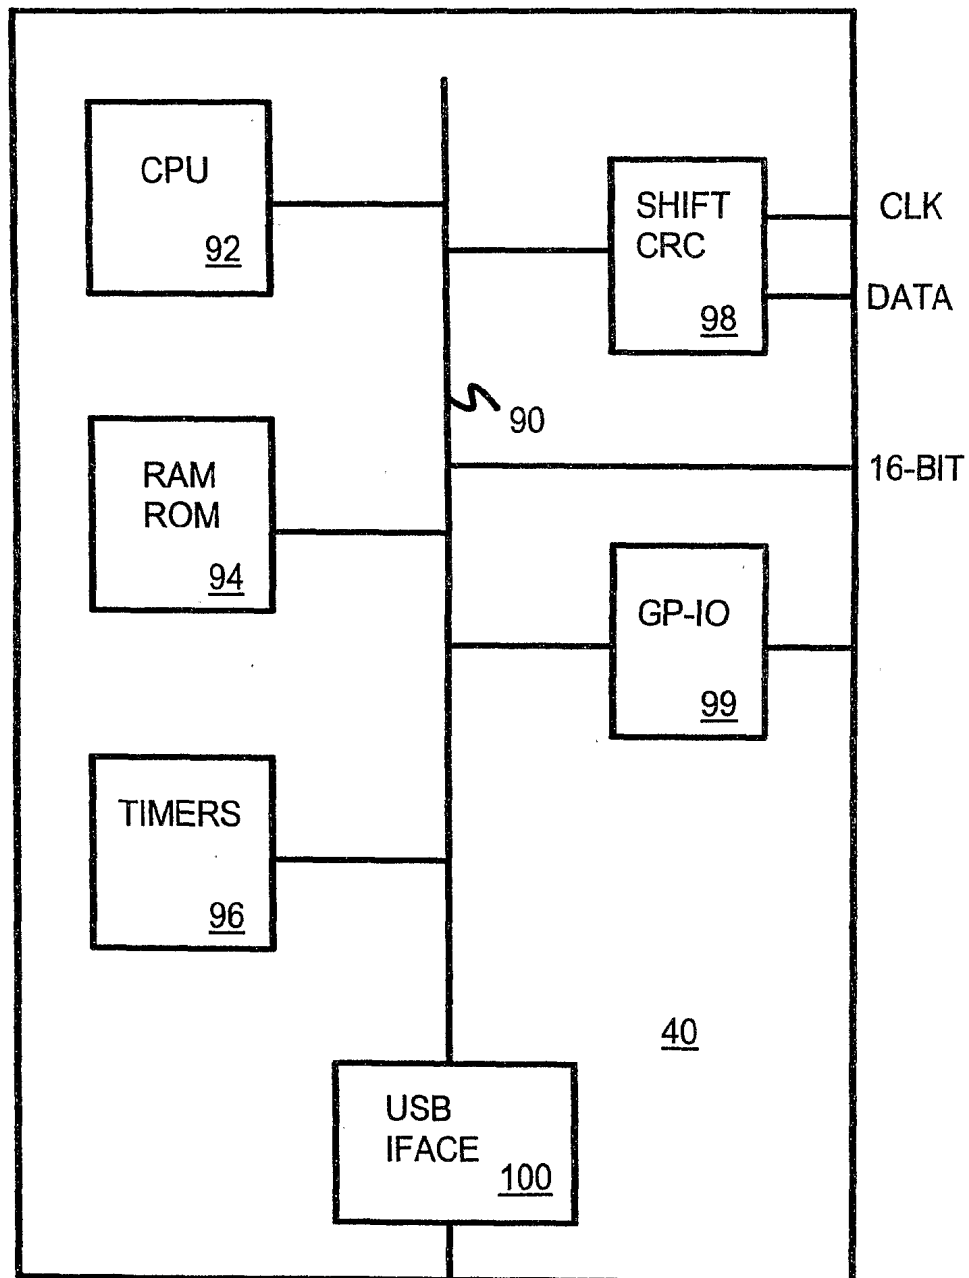 CPU
92
SHIFT
CRC
98
CLK
DATA
90
16-BIT
RAM
ROM
94
GP-IO
99
TIMERS
96
40
USB
IFACE
100